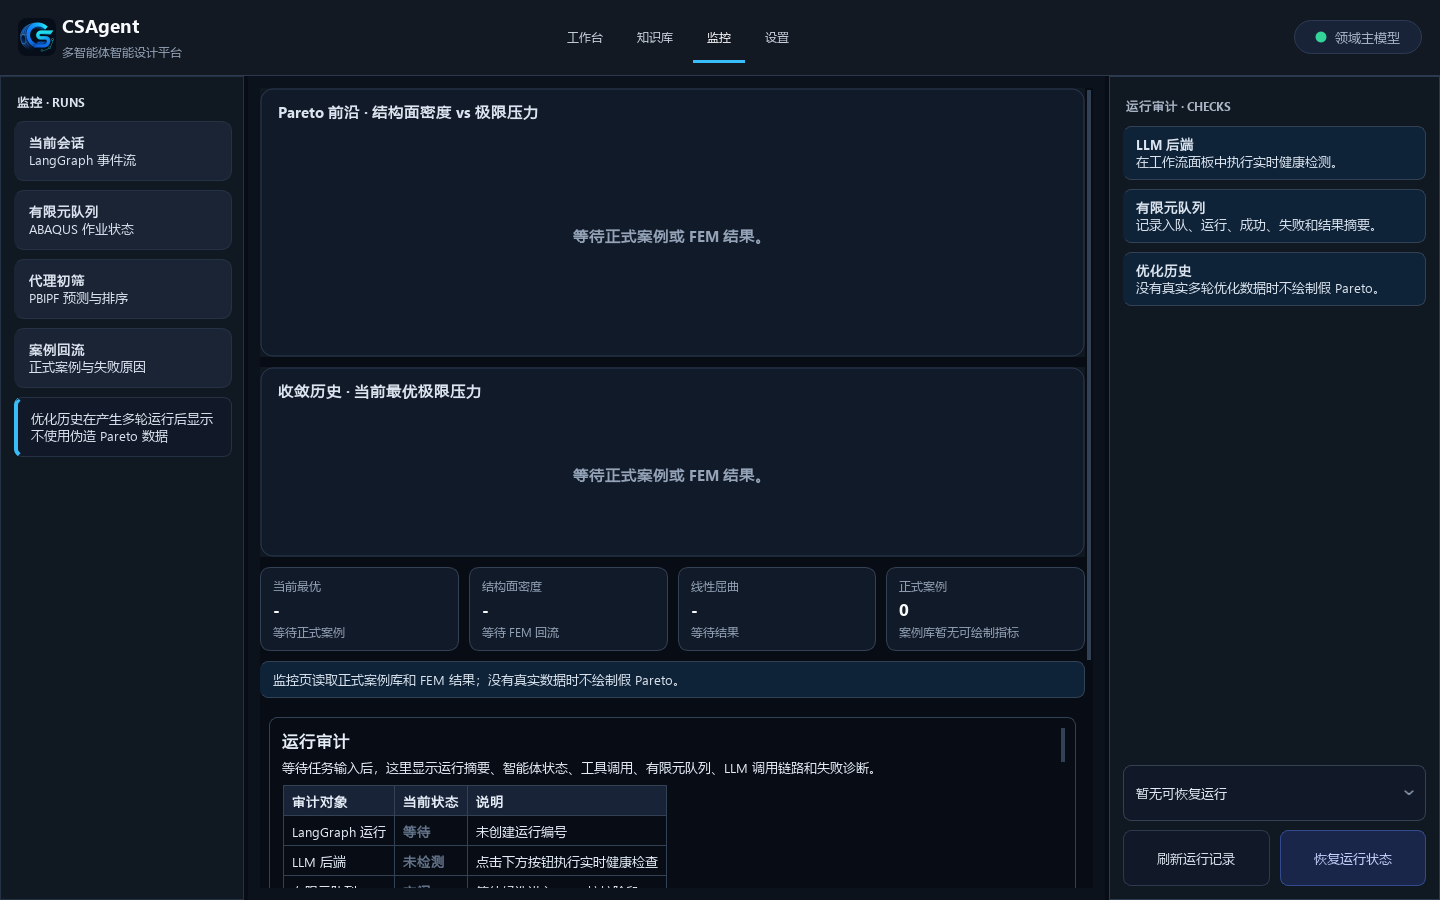 CSAgent
多智能体智能设计平台
工作台
知识库
监控
设置
领域主模型
监控 · RUNS
当前会话
LangGraph 事件流
有限元队列
ABAQUS 作业状态
代理初筛
PBIPF 预测与排序
案例回流
正式案例与失败原因
优化历史在产生多轮运行后显示
不使用伪造 Pareto 数据
Pareto 前沿 · 结构面密度 vs 极限压力
等待正式案例或 FEM 结果。
收敛历史 · 当前最优极限压力
等待正式案例或 FEM 结果。
当前最优
-
等待正式案例
结构面密度
-
等待 FEM 回流
线性屈曲
-
等待结果
正式案例
0
案例库暂无可绘制指标
监控页读取正式案例库和 FEM 结果；没有真实数据时不绘制假 Pareto。
运行审计
等待任务输入后，这里显示运行摘要、智能体状态、工具调用、有限元队列、LLM 调用链路和失败诊断。
审计对象 当前状态 说明
LangGraph 运行 等待 未创建运行编号
LLM 后端 未检测 点击下方按钮执行实时健康检查
运行审计 · CHECKS
LLM 后端
在工作流面板中执行实时健康检测。
有限元队列
记录入队、运行、成功、失败和结果摘要。
优化历史
没有真实多轮优化数据时不绘制假 Pareto。
暂无可恢复运行
刷新运行记录
恢复运行状态